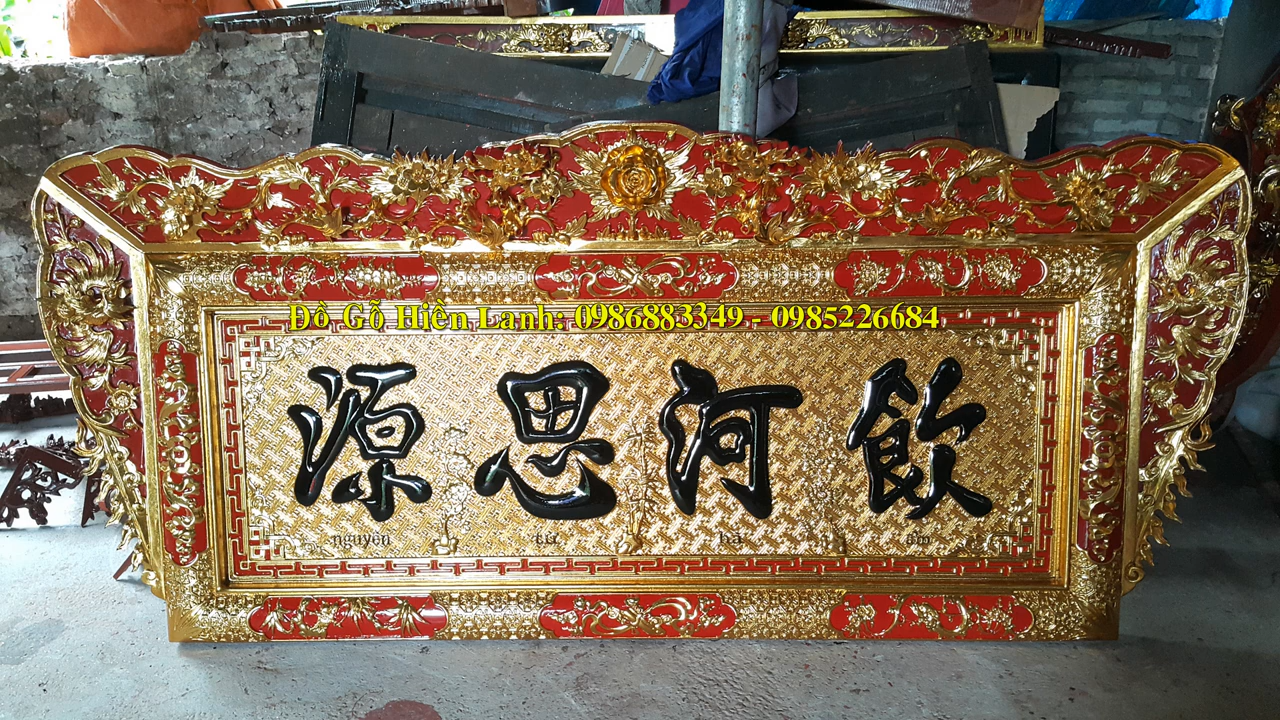 Đồ Gỗ Hiền Lanh: 0986883349 - 0985226684
飲河思源
nguyên tư hà ẩm